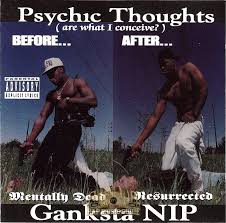 Psychic Thoughts
(are what I conceive?)
BEFORE... AFTER...
PARENTAL
ADVISORY
EXPLICIT LYRICS
Mentally Dead Resurrected
Ganksta NIP